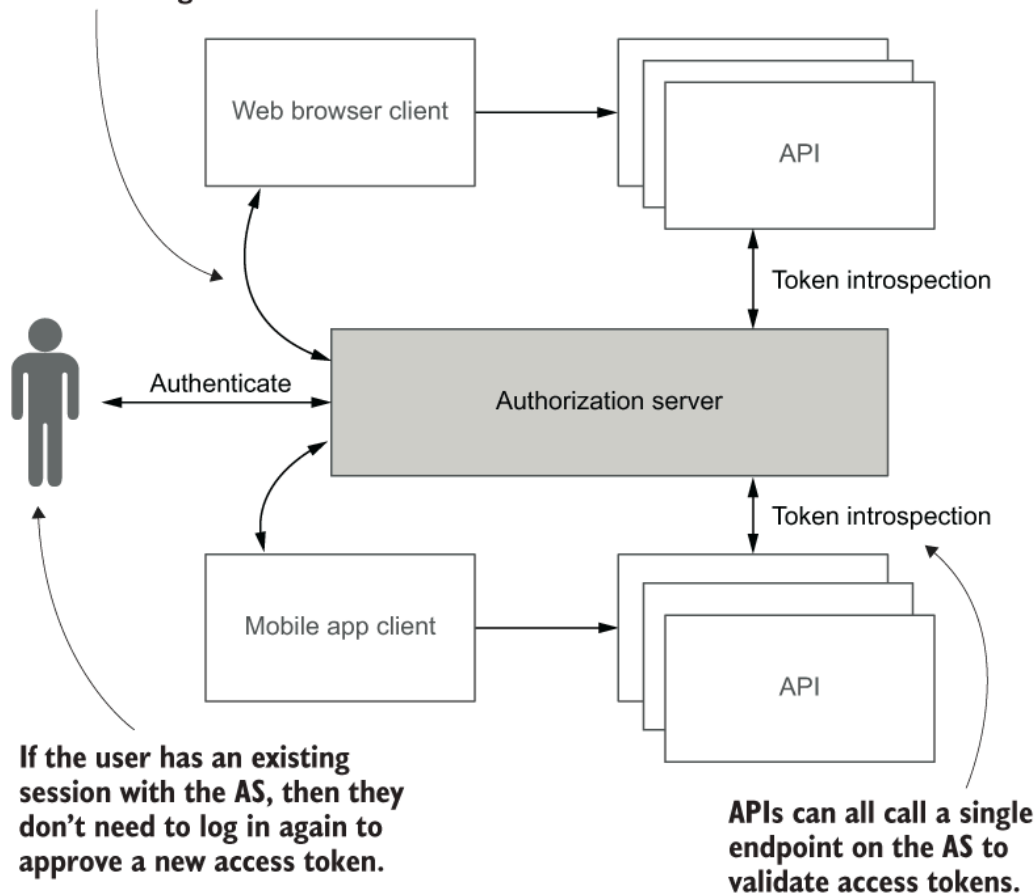 Web browser client
API
Token introspection
Authenticate
Authorization server
Token introspection
Mobile app client
API
If the user has an existing
session with the AS, then they
don’t need to log in again to
approve a new access token.
APIs can all call a single
endpoint on the AS to
validate access tokens.